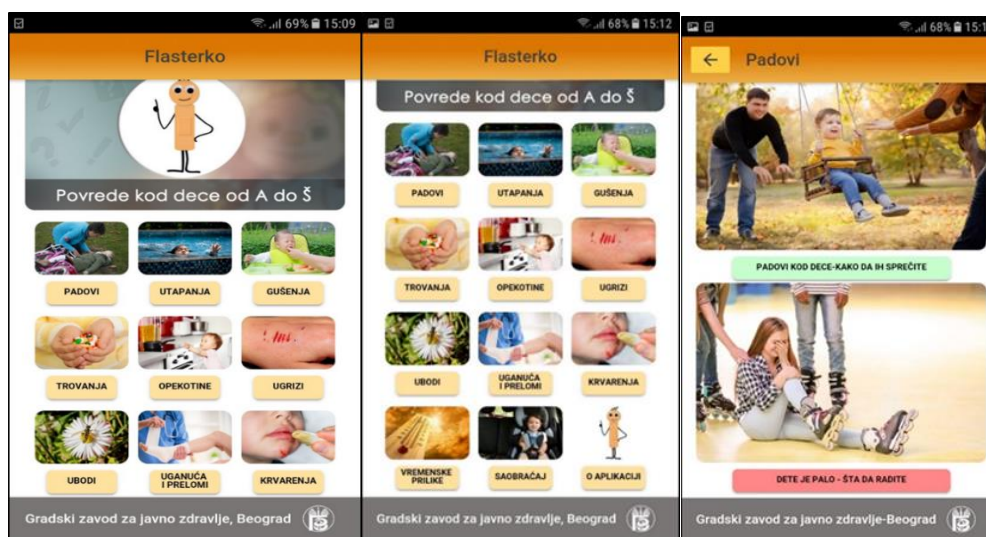 69% 15:09
Flasterko
Povrede kod dece od A do Š
PADOVI
UTAPANJA
GUŠENJA
TROVANJA
OPEKOTINE
UGRIZI
UBODI
UGANUĆA
I PRELOMI
KRVARENJA
Gradski zavod za javno zdravlje, Beograd
68% 15:12
Flasterko
Povrede kod dece od A do Š
PADOVI
UTAPANJA
GUŠENJA
TROVANJA
OPEKOTINE
UGRIZI
UBODI
UGANUĆA
I PRELOMI
KRVARENJA
VREMENSKE
PRILIKE
SAOBRAĆAJ
O APLIKACIJI
Gradski zavod za javno zdravlje, Beograd
68% 15:1
Padovi
PADOVI KOD DECE-KAKO DA IH SPREČITE
DETE JE PALO - ŠTA DA RADITE
Gradski zavod za javno zdravlje-Beograd